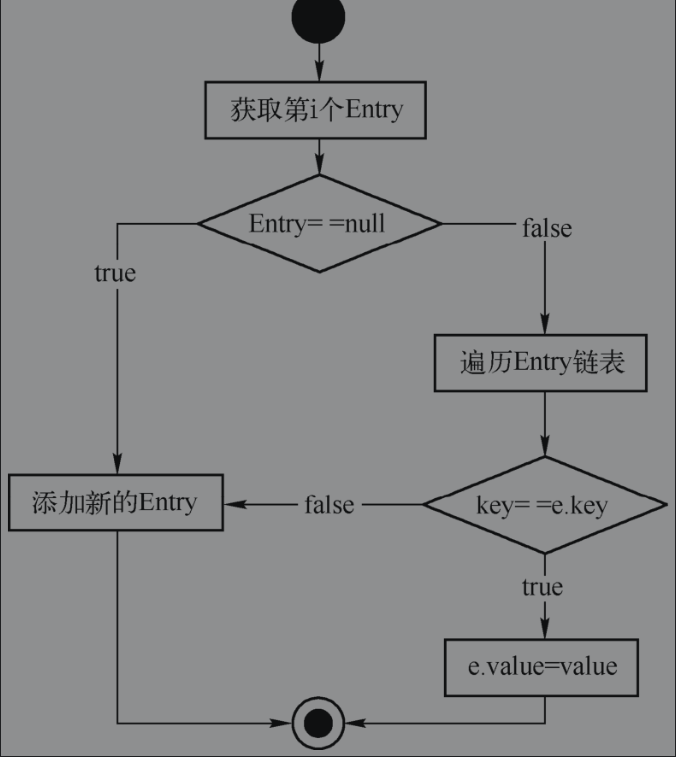 获取第i个Entry
Entry= =null
false
true
遍历Entry链表
添加新的Entry
false
key= =e.key
true
e.value=value